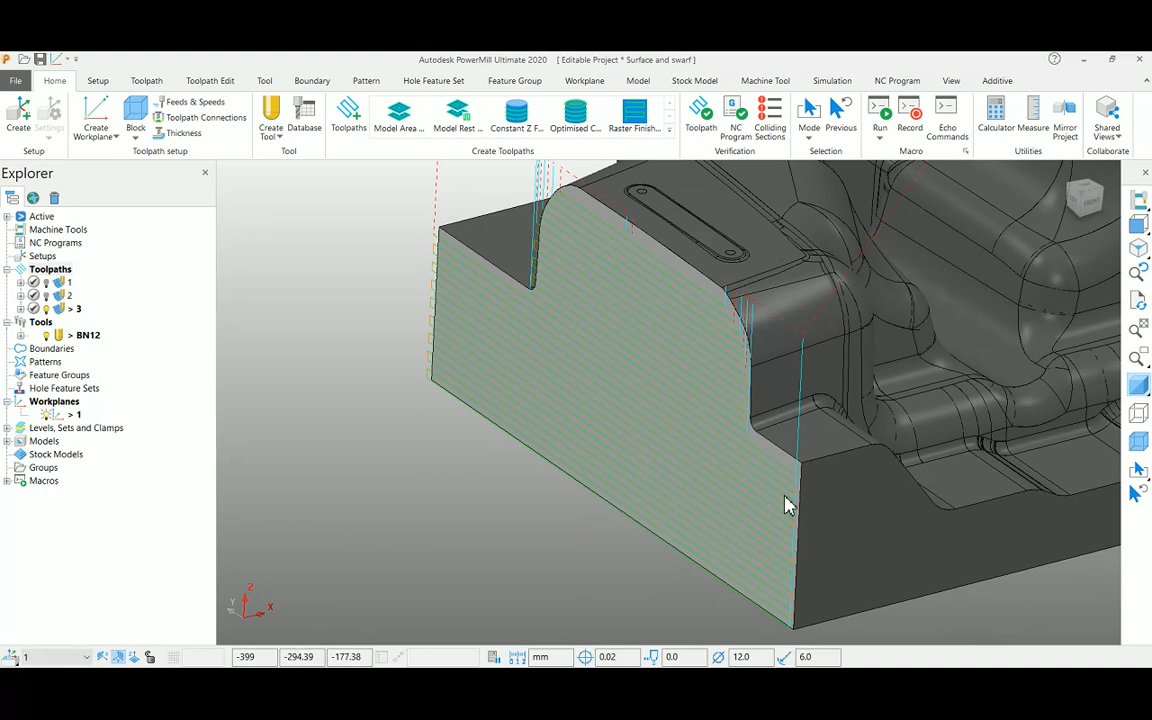 Autodesk PowerMill Ultimate 2020 [ Editable Project * Surface and swarf ]
File Home Setup Toolpath Toolpath Edit Tool Boundary Pattern Hole Feature Set Feature Group Workplane Model Stock Model Machine Tool Simulation NC Program View Additive
Create Settings Create Workplane Block Feeds & Speeds Toolpath Connections Thickness Create Tool Database Toolpaths Model Area ... Model Rest ... Constant Z F... Optimised C... Raster Finish... Toolpath NC Program Colliding Sections Mode Previous Run Record Echo Commands Calculator Measure Mirror Project Shared Views
Setup Toolpath setup Tool Create Toolpaths Verification Selection Macro Utilities Collaborate
Explorer
Active
Machine Tools
NC Programs
Setups
Toolpaths
1
2
> 3
Tools
> BN12
Boundaries
Patterns
Feature Groups
Hole Feature Sets
Workplanes
> 1
Levels, Sets and Clamps
Models
Stock Models
Groups
Macros
FRONT
Z
Y X
1 -399 -294.39 -177.38 mm 0.02 0.0 12.0 6.0